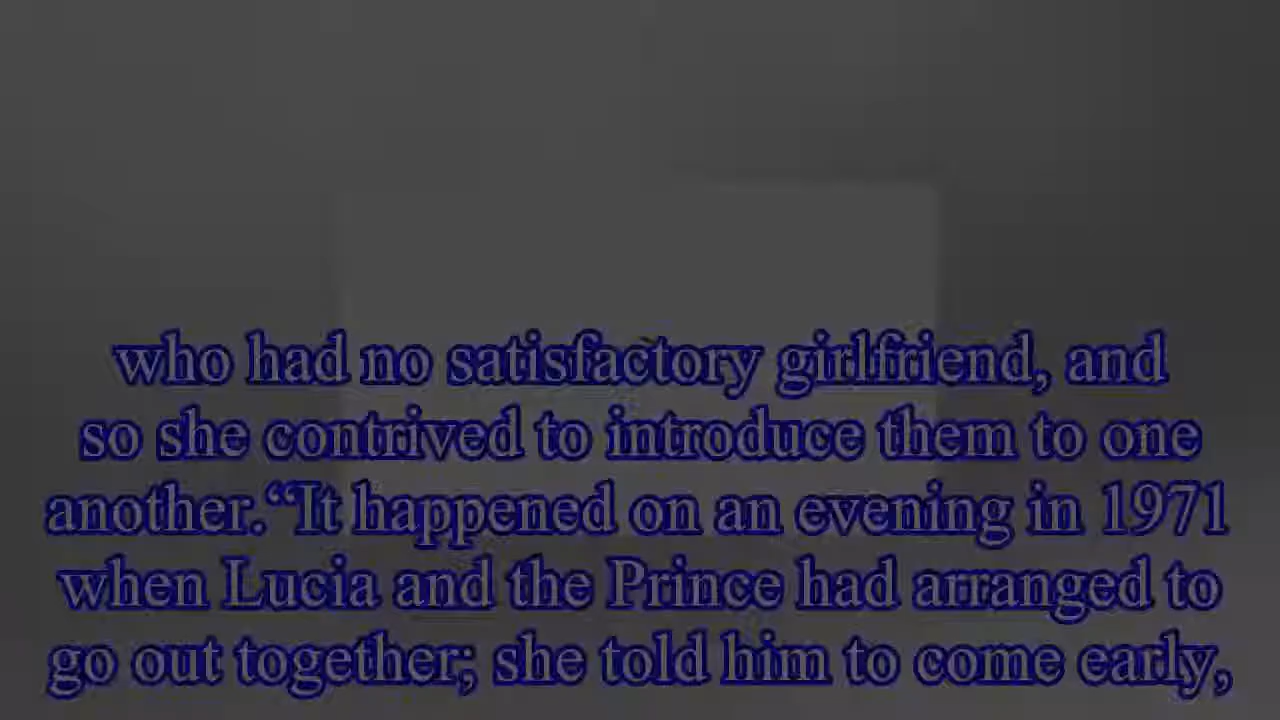 who had no satisfactory girlfriend, and
so she contrived to introduce them to one
another.“It happened on an evening in 1971
when Lucia and the Prince had arranged to
go out together; she told him to come early,